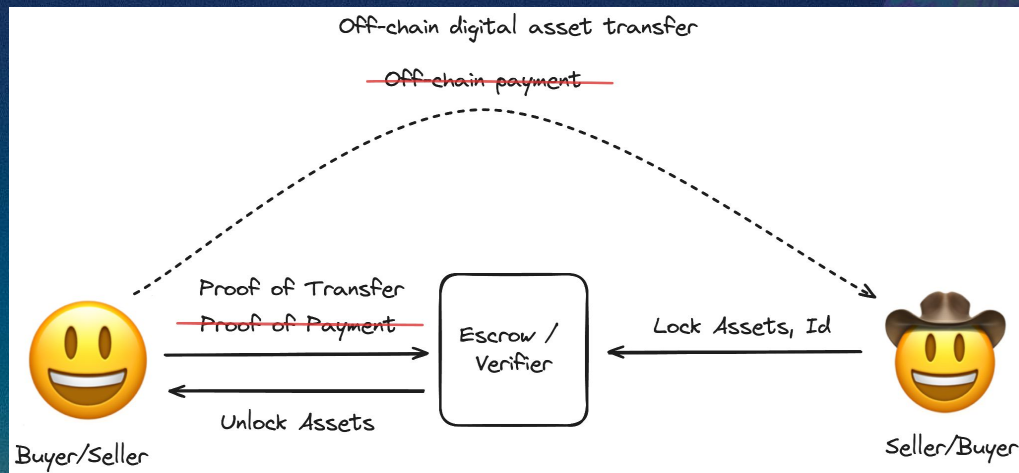 Off-chain digital asset transfer
Off-chain payment
Proof of Transfer
Proof of Payment
Escrow /
Verifier
Lock Assets, Id
Unlock Assets
Buyer/Seller
Seller/Buyer